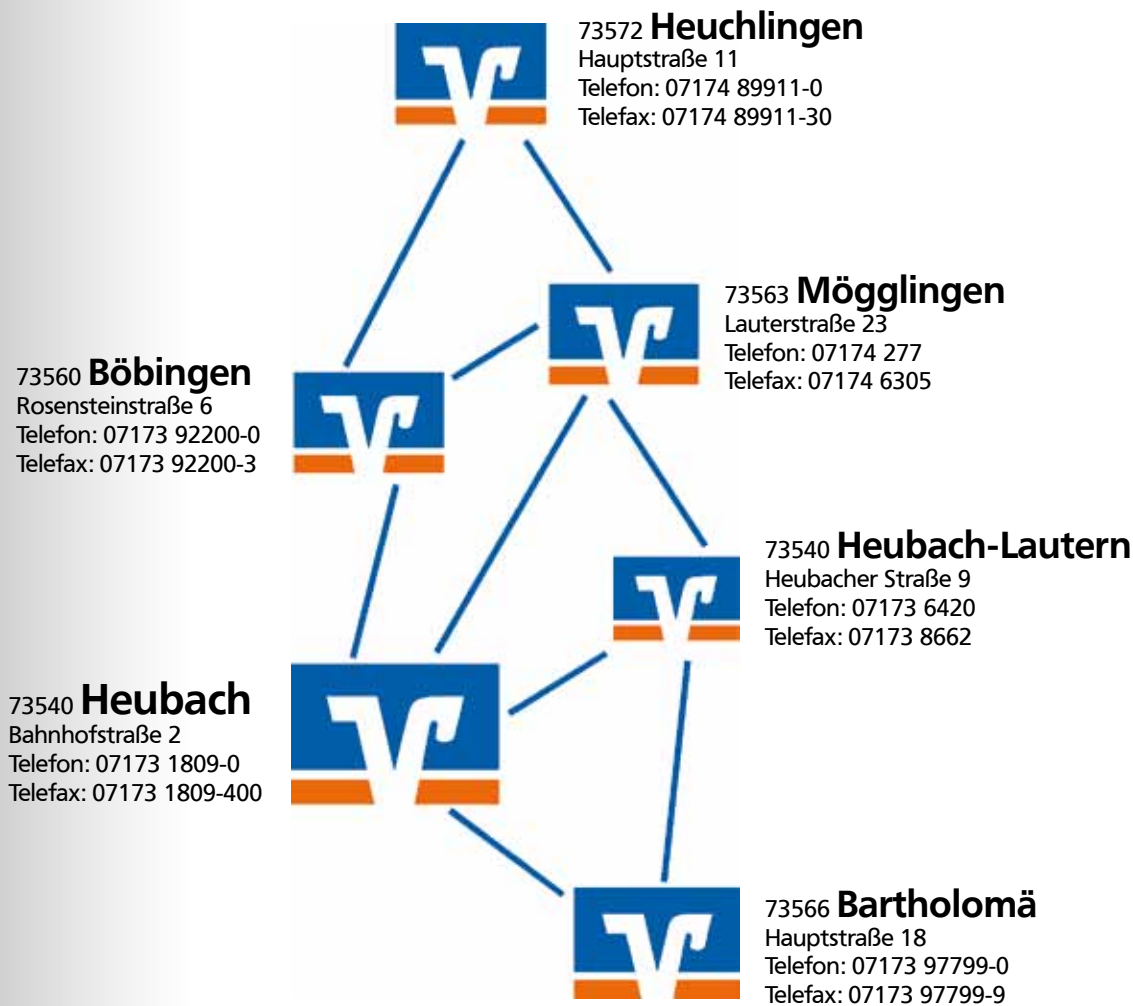 73572 Heuchlingen
Hauptstraße 11
Telefon: 07174 89911-0
Telefax: 07174 89911-30
73563 Mögglingen
Lauterstraße 23
Telefon: 07174 277
Telefax: 07174 6305
73560 Böbingen
Rosensteinstraße 6
Telefon: 07173 92200-0
Telefax: 07173 92200-3
73540 Heubach-Lautern
Heubacher Straße 9
Telefon: 07173 6420
Telefax: 07173 8662
73540 Heubach
Bahnhofstraße 2
Telefon: 07173 1809-0
Telefax: 07173 1809-400
73566 Bartholomä
Hauptstraße 18
Telefon: 07173 97799-0
Telefax: 07173 97799-9